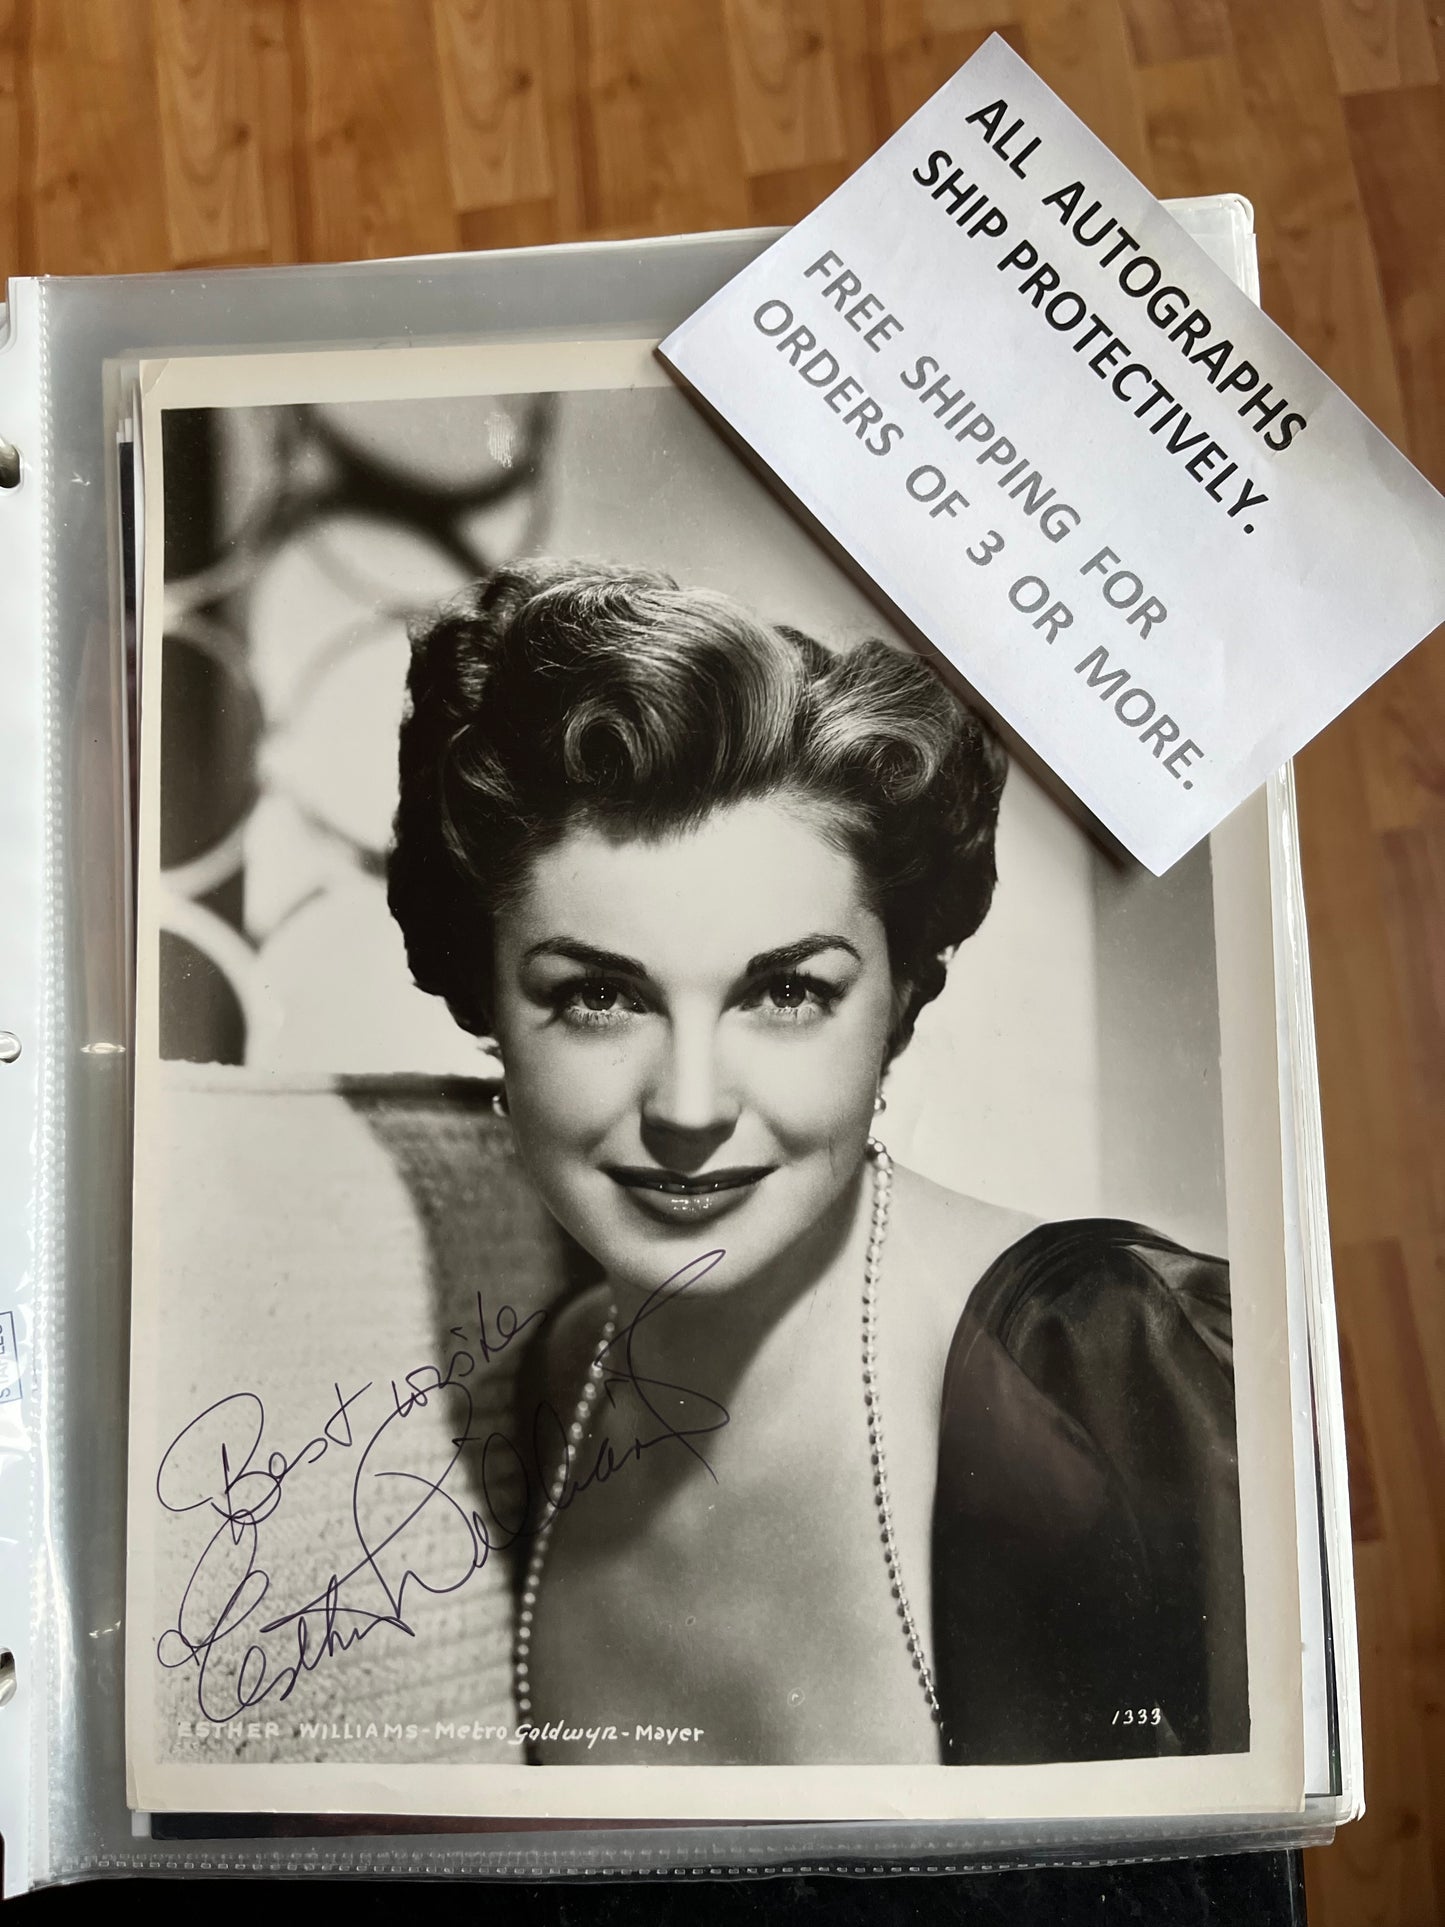 ALL AUTOGRAPHS
SHIP PROTECTIVELY.
FREE SHIPPING FOR
ORDERS OF 3 OR MORE.
Best wishes
Esther Williams
ESTHER WILLIAMS-Metro Goldwyn-Mayer
1333